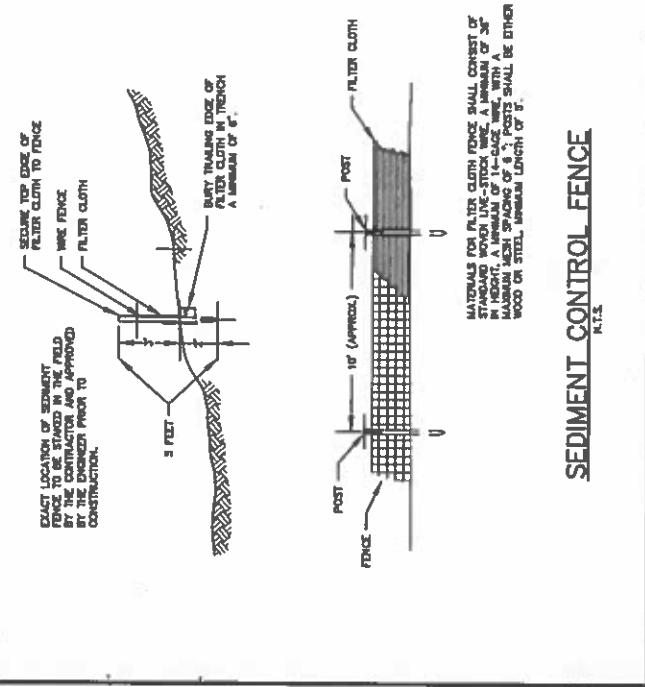 EXACT LOCATION OF SEDIMENT
FENCE TO BE STAKED IN THE FIELD
BY THE CONTRACTOR AND APPROVED
BY THE ENGINEER PRIOR TO
CONSTRUCTION.
SECURE TOP EDGE OF
FILTER CLOTH TO FENCE
WIRE FENCE
FILTER CLOTH
5 FEET
3'
2'
BURY TRAILING EDGE OF
FILTER CLOTH IN TRENCH
A MINIMUM OF 6".
FENCE
POST
10' (APPROX.)
POST
FILTER CLOTH
MATERIALS FOR FILTER CLOTH FENCE SHALL CONSIST OF
STANDARD WOVEN LIVE-STOCK WIRE, A MINIMUM OF 36"
IN HEIGHT, A MINIMUM OF 14-GAGE WIRE, WITH A
MAXIMUM MESH SPACING OF 6 "; POSTS SHALL BE EITHER
WOOD OR STEEL, MINIMUM LENGTH OF 5'.
SEDIMENT CONTROL FENCE
N.T.S.